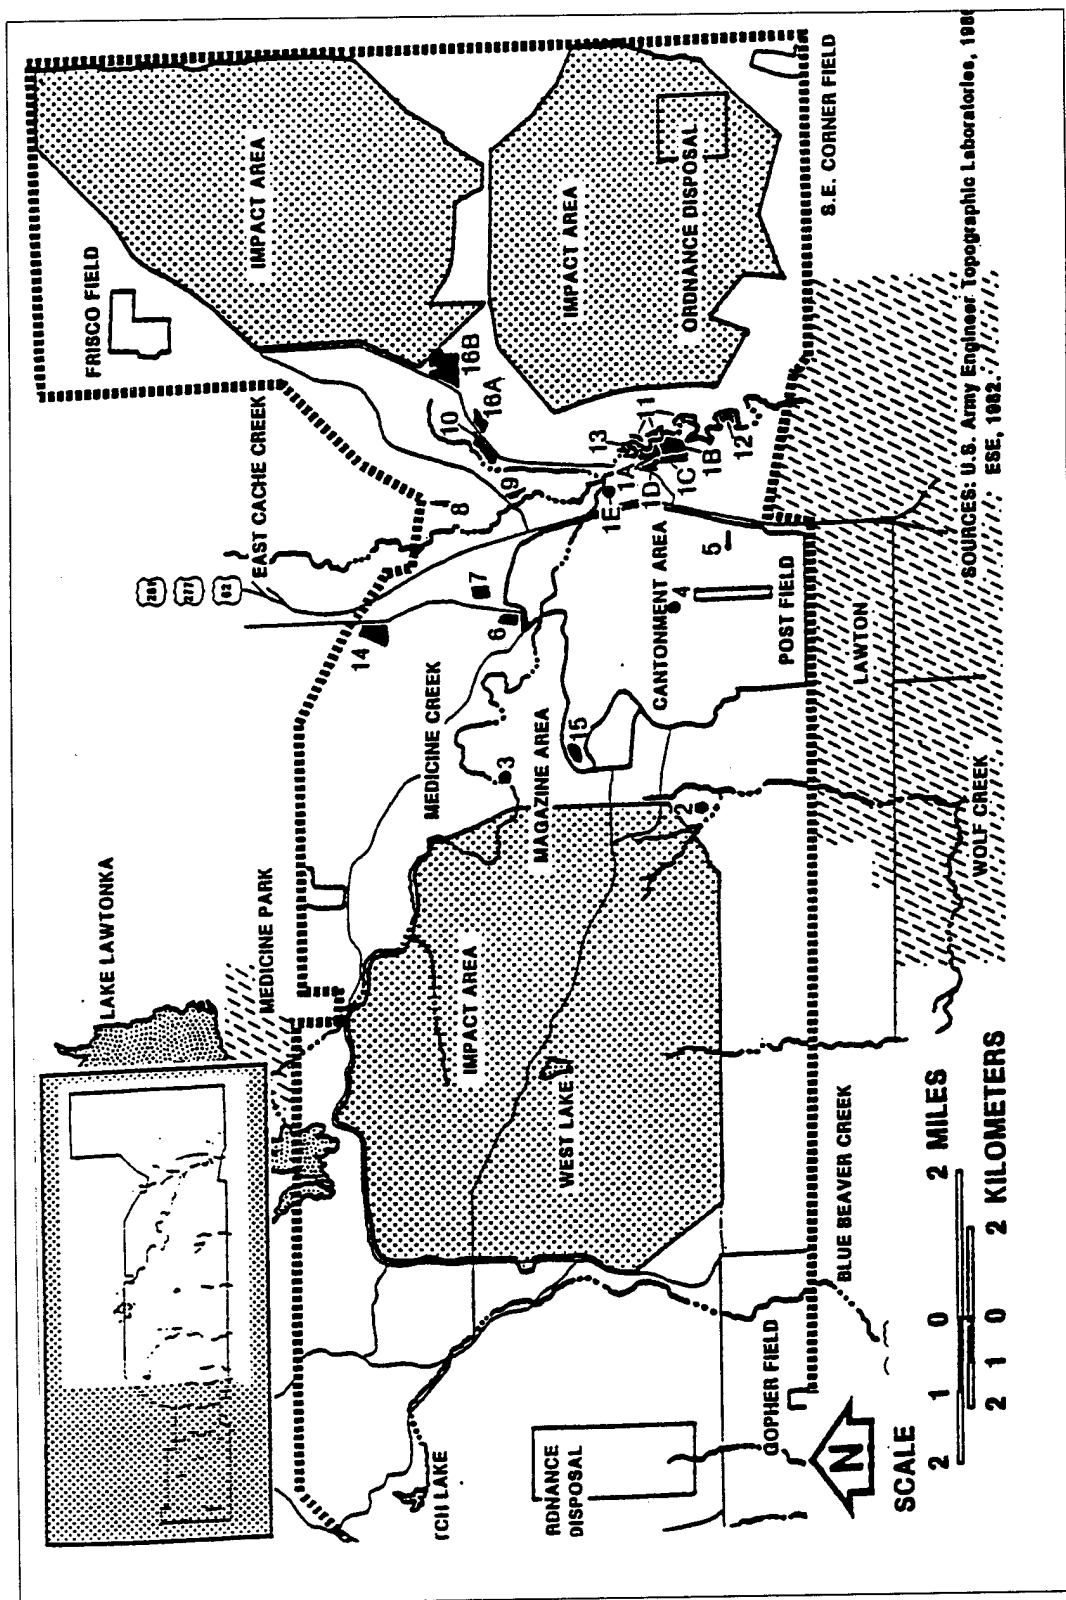 LAKE LAWTONKA
MEDICINE PARK
281
277
62
EAST CACHE CREEK
FRISCO FIELD
IMPACT AREA
14
MEDICINE CREEK
8
9
10
16A
16B
7
6
3
MAGAZINE AREA
IMPACT AREA
WEST LAKE
TCH LAKE
RDNANCE
DISPOSAL
15
13
11
1A
1E
1D
1C
1B
12
IMPACT AREA
ORDNANCE DISPOSAL
CANTONMENT AREA
2
4
5
POST FIELD
LAWTON
S.E. CORNER FIELD
GOPHER FIELD
BLUE BEAVER CREEK
WOLF CREEK
N
SCALE
2 1 0 2 MILES
2 1 0 2 KILOMETERS
SOURCES: U.S. Army Engineer Topographic Laboratories, 198
ESE, 1982.